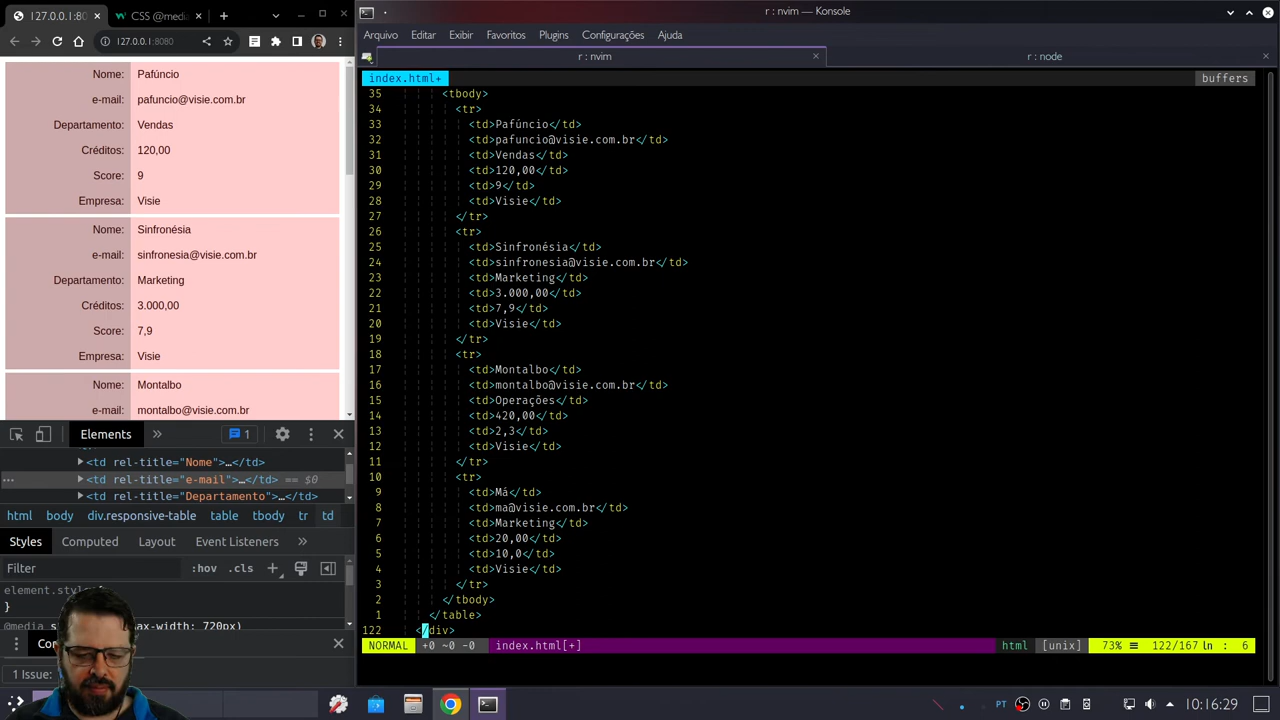 127.0.0.1:80
CSS @media
r : nvim — Konsole
127.0.0.1:8080
Arquivo Editar Exibir Favoritos Plugins Configurações Ajuda
r : nvim
r : node
index.html+
buffers
Nome: Pafúncio
e-mail: pafuncio@visie.com.br
Departamento: Vendas
Créditos: 120,00
Score: 9
Empresa: Visie
Nome: Sinfronésia
e-mail: sinfronesia@visie.com.br
Departamento: Marketing
Créditos: 3.000,00
Score: 7,9
Empresa: Visie
Nome: Montalbo
e-mail: montalbo@visie.com.br
35 <tbody>
34 <tr>
33 <td>Pafúncio</td>
32 <td>pafuncio@visie.com.br</td>
31 <td>Vendas</td>
30 <td>120,00</td>
29 <td>9</td>
28 <td>Visie</td>
27 </tr>
26 <tr>
25 <td>Sinfronésia</td>
24 <td>sinfronesia@visie.com.br</td>
23 <td>Marketing</td>
22 <td>3.000,00</td>
21 <td>7,9</td>
20 <td>Visie</td>
19 </tr>
18 <tr>
17 <td>Montalbo</td>
16 <td>montalbo@visie.com.br</td>
15 <td>Operações</td>
14 <td>420,00</td>
13 <td>2,3</td>
12 <td>Visie</td>
11 </tr>
10 <tr>
9 <td>Má</td>
8 <td>ma@visie.com.br</td>
7 <td>Marketing</td>
6 <td>20,00</td>
5 <td>10,0</td>
4 <td>Visie</td>
3 </tr>
2 </tbody>
1 </table>
122 </div>
NORMAL +0 ~0 -0 index.html[+] html [unix] 73% ≡ 122/167 ln : 6
Elements » 1
<td rel-title="Nome">…</td>
<td rel-title="e-mail">…</td> == $0
<td rel-title="Departamento">…</td>
html body div.responsive-table table tbody tr td
Styles Computed Layout Event Listeners »
Filter :hov .cls
element.style
}
@media max-width: 720px)
1 Issue:
PT 10:16:29